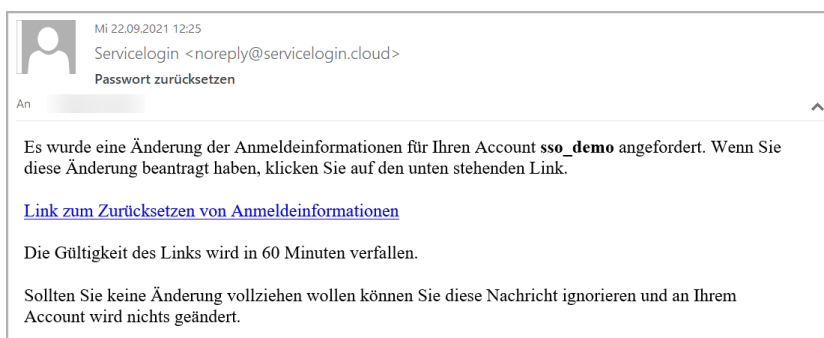 Mi 22.09.2021 12:25
Servicelogin <noreply@servicelogin.cloud>
Passwort zurücksetzen
An
Es wurde eine Änderung der Anmeldeinformationen für Ihren Account sso_demo angefordert. Wenn Sie
diese Änderung beantragt haben, klicken Sie auf den unten stehenden Link.
Link zum Zurücksetzen von Anmeldeinformationen
Die Gültigkeit des Links wird in 60 Minuten verfallen.
Sollten Sie keine Änderung vollziehen wollen können Sie diese Nachricht ignorieren und an Ihrem
Account wird nichts geändert.